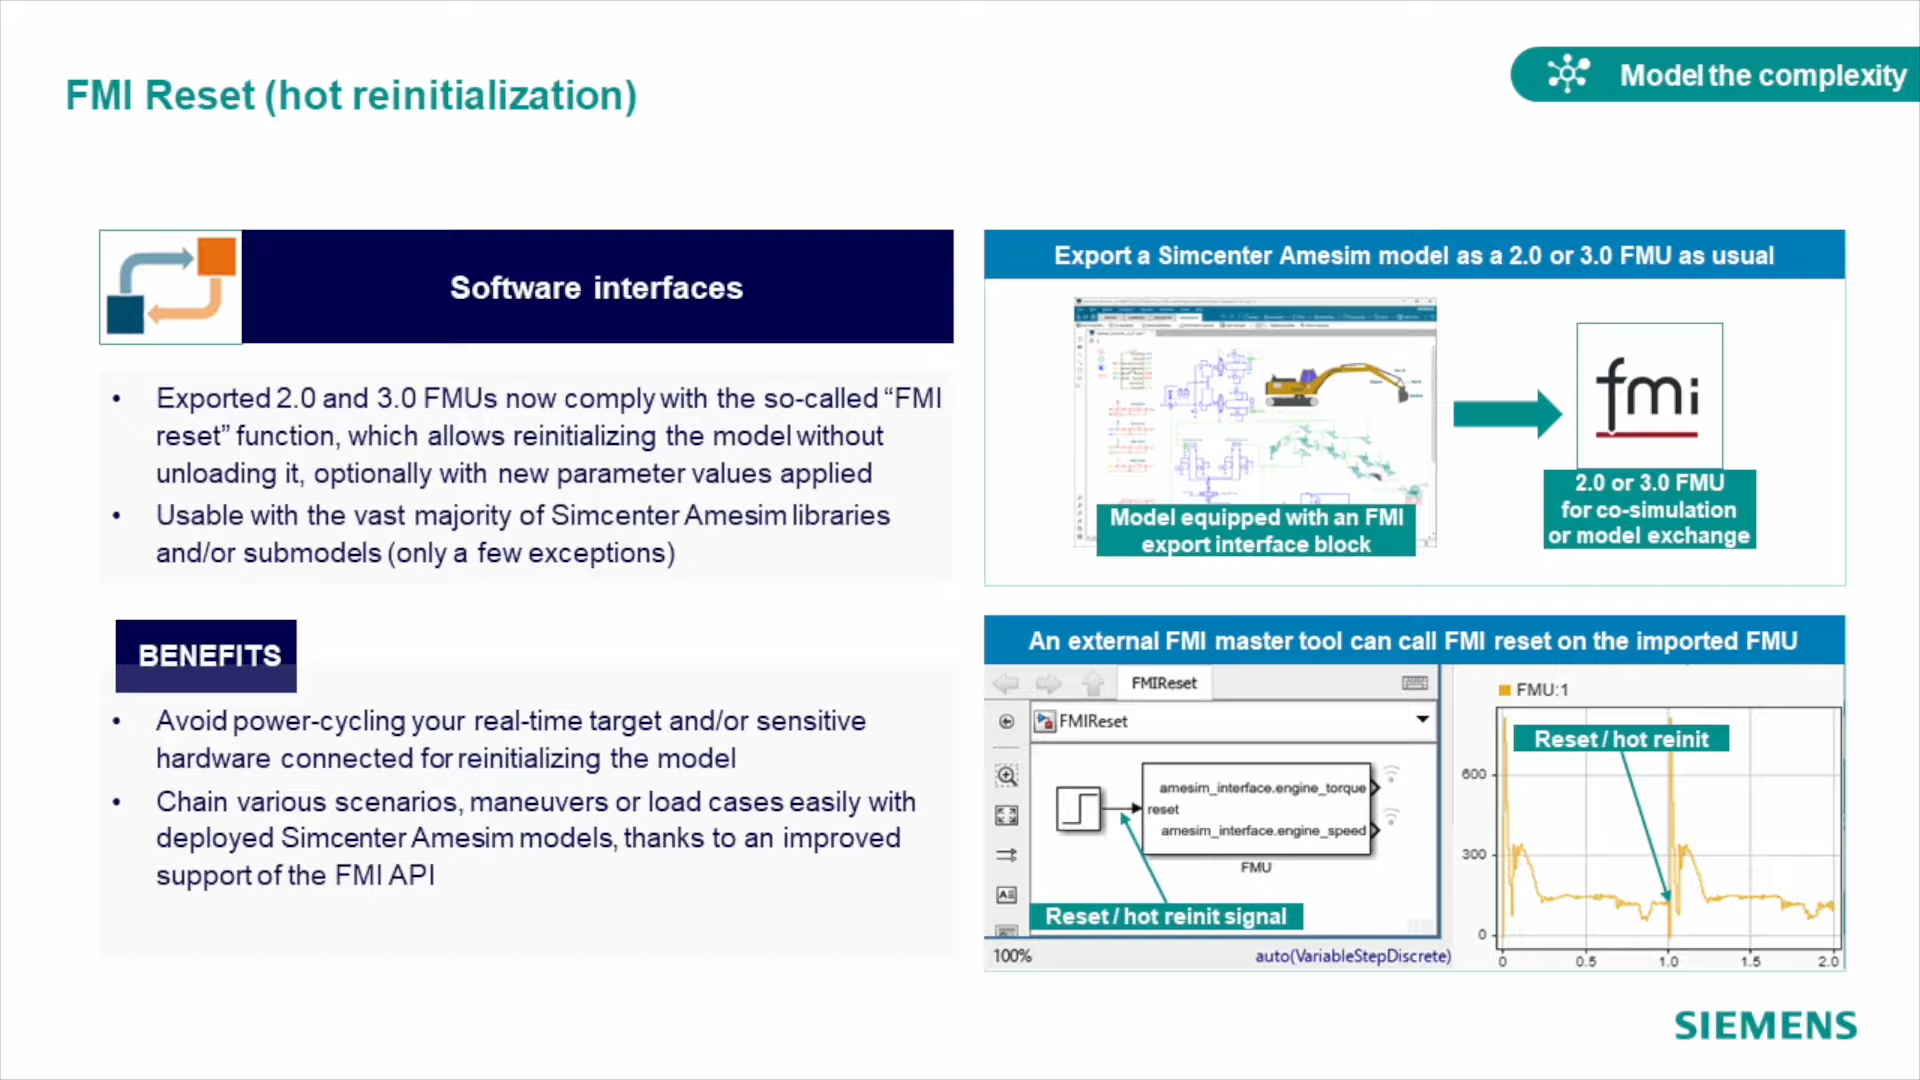 FMI Reset (hot reinitialization)
Model the complexity
Software interfaces
• Exported 2.0 and 3.0 FMUs now comply with the so-called “FMI
reset” function, which allows reinitializing the model without
unloading it, optionally with new parameter values applied
• Usable with the vast majority of Simcenter Amesim libraries
and/or submodels (only a few exceptions)
BENEFITS
• Avoid power-cycling your real-time target and/or sensitive
hardware connected for reinitializing the model
• Chain various scenarios, maneuvers or load cases easily with
deployed Simcenter Amesim models, thanks to an improved
support of the FMI API
Export a Simcenter Amesim model as a 2.0 or 3.0 FMU as usual
Model equipped with an FMI
export interface block
fmi
2.0 or 3.0 FMU
for co-simulation
or model exchange
An external FMI master tool can call FMI reset on the imported FMU
FMIReset
FMIReset
amesim_interface.engine_torque
reset
amesim_interface.engine_speed
FMU
Reset / hot reinit signal
100%
auto(VariableStepDiscrete)
FMU:1
Reset / hot reinit
600
300
0
0 0.5 1.0 1.5 2.0
SIEMENS